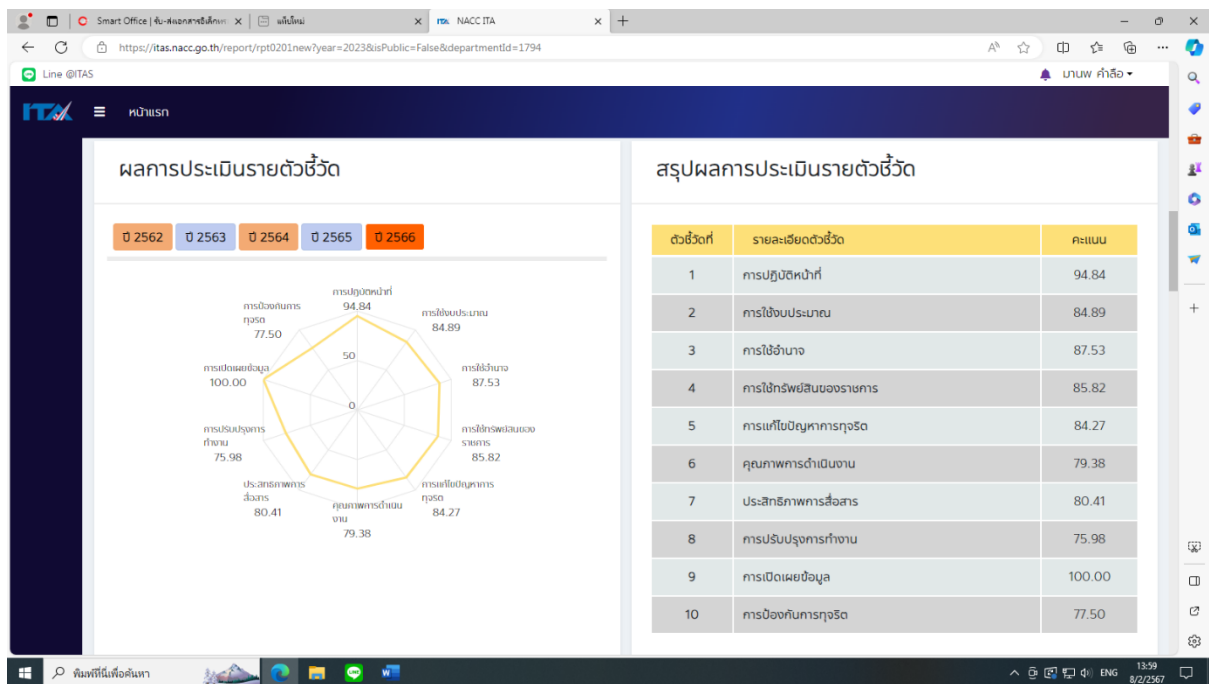 Smart Office | รับ-ส่งเอกสารอิเล็กทร
แท็บใหม่
NACC ITA
https://itas.nacc.go.th/report/rpt0201new?year=2023&isPublic=False&departmentId=1794
Line @ITAS
มานพ คำลือ
ITA
หน้าแรก
ผลการประเมินรายตัวชี้วัด
ปี 2562 ปี 2563 ปี 2564 ปี 2565 ปี 2566
การปฏิบัติหน้าที่
94.84
การใช้งบประมาณ
84.89
การใช้อำนาจ
87.53
การใช้ทรัพย์สินของ
ราชการ
85.82
การแก้ไขปัญหาการ
ทุจริต
84.27
คุณภาพการดำเนิน
งาน
79.38
ประสิทธิภาพการ
สื่อสาร
80.41
การปรับปรุงการ
ทำงาน
75.98
การเปิดเผยข้อมูล
100.00
การป้องกันการ
ทุจริต
77.50
50
0
สรุปผลการประเมินรายตัวชี้วัด
ตัวชี้วัดที่ รายละเอียดตัวชี้วัด คะแนน
1 การปฏิบัติหน้าที่ 94.84
2 การใช้งบประมาณ 84.89
3 การใช้อำนาจ 87.53
4 การใช้ทรัพย์สินของราชการ 85.82
5 การแก้ไขปัญหาการทุจริต 84.27
6 คุณภาพการดำเนินงาน 79.38
7 ประสิทธิภาพการสื่อสาร 80.41
8 การปรับปรุงการทำงาน 75.98
9 การเปิดเผยข้อมูล 100.00
10 การป้องกันการทุจริต 77.50
พิมพ์ที่นี่เพื่อค้นหา
ENG
13:59
8/2/2567